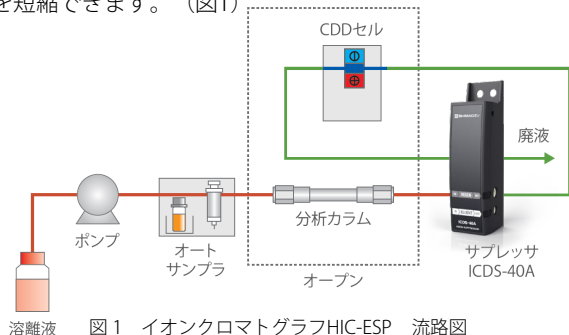 を短縮できます。（図1）
CDDセル
廃液
分析カラム
ポンプ
オート
サンプラ
オーブン
サプレッサ
ICDS-40A
溶離液
図 1　イオンクロマトグラフHIC-ESP　流路図